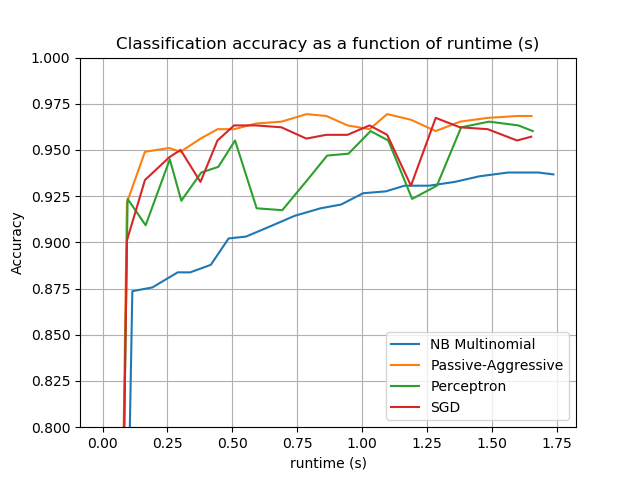 Classification accuracy as a function of runtime (s)
1.000
0.975
0.950
0.925
0.900
0.875
0.850
0.825
0.800
Accuracy
NB Multinomial
Passive-Aggressive
Perceptron
SGD
0.00 0.25 0.50 0.75 1.00 1.25 1.50 1.75
runtime (s)